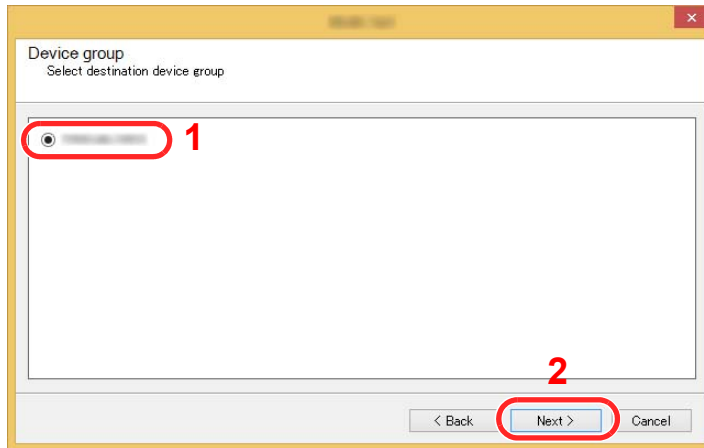 Device group
Select destination device group
1
2
< Back
Next >
Cancel